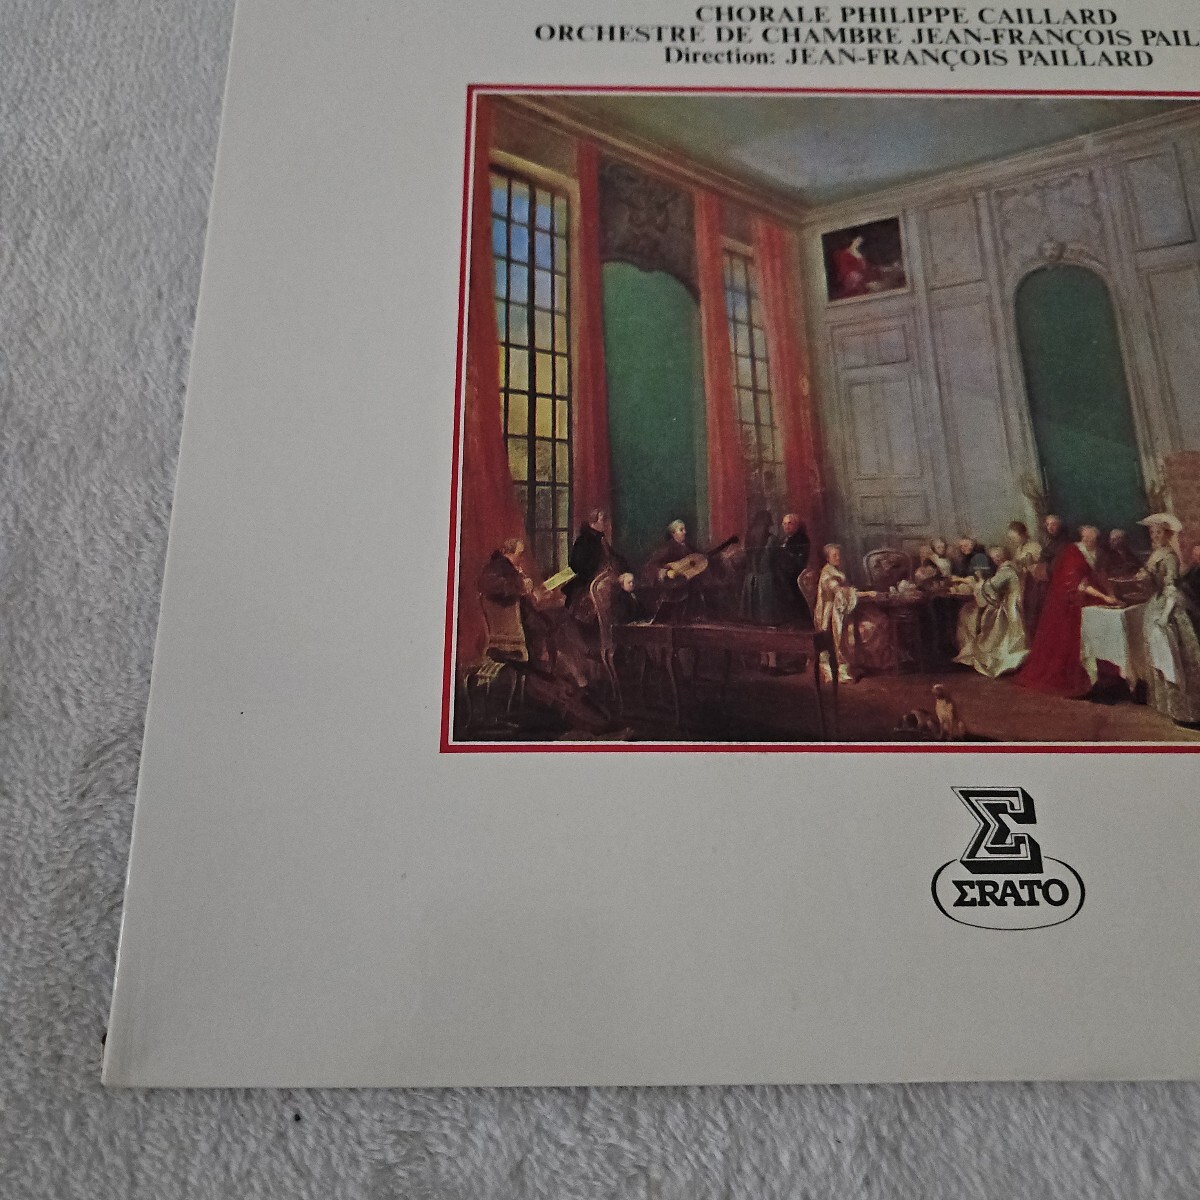 CHORALE PHILIPPE CAILLARD
ORCHESTRE DE CHAMBRE JEAN-FRANÇOIS PAIL
Direction: JEAN-FRANÇOIS PAILLARD
Σ
ΣRATO